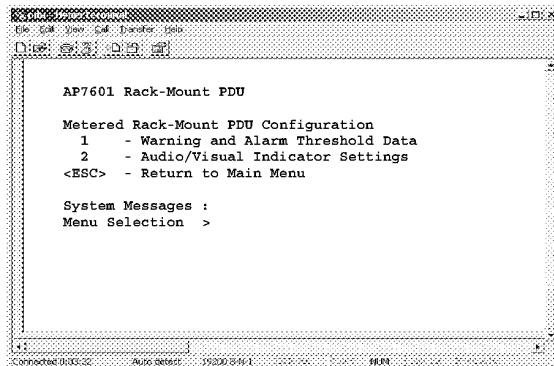 File Edit View Call Transfer Help
AP7601 Rack-Mount PDU
Metered Rack-Mount PDU Configuration
1 - Warning and Alarm Threshold Data
2 - Audio/Visual Indicator Settings
<ESC> - Return to Main Menu
System Messages :
Menu Selection >
Connected 0:03:32 Auto detect 19200 8-N-1 NUM